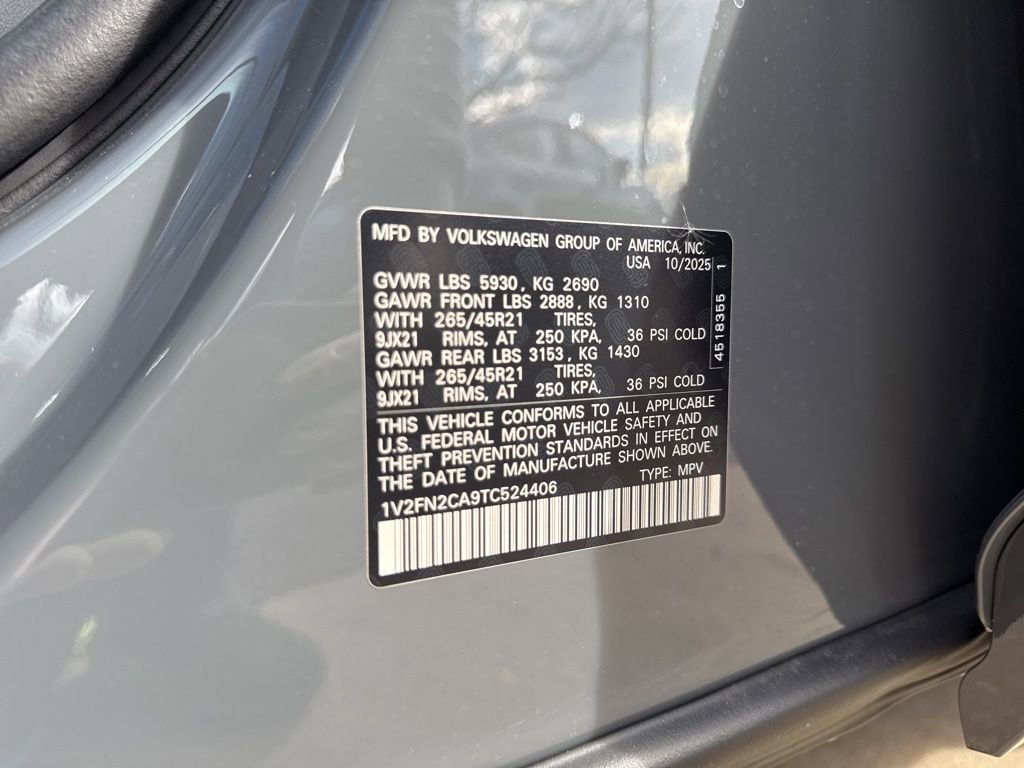 MFD BY VOLKSWAGEN GROUP OF AMERICA, INC.
USA 10/2025
GVWR LBS 5930, KG 2690
GAWR FRONT LBS 2888, KG 1310
WITH 265/45R21 TIRES,
9JX21 RIMS, AT 250 KPA, 36 PSI COLD
GAWR REAR LBS 3153, KG 1430
WITH 265/45R21 TIRES,
9JX21 RIMS, AT 250 KPA, 36 PSI COLD
4518355 1
THIS VEHICLE CONFORMS TO ALL APPLICABLE
U.S. FEDERAL MOTOR VEHICLE SAFETY AND
THEFT PREVENTION STANDARDS IN EFFECT ON
THE DATE OF MANUFACTURE SHOWN ABOVE.
1V2FN2CA9TC524406 TYPE: MPV